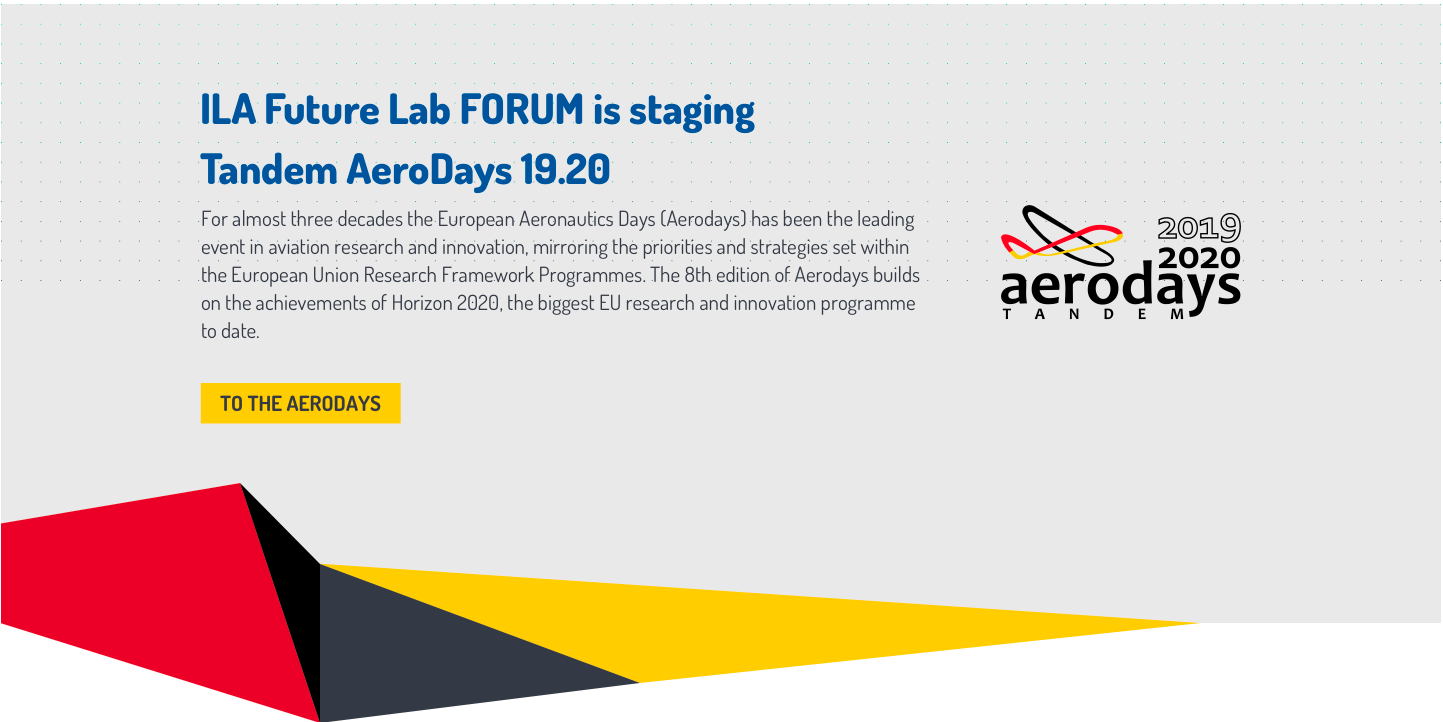 ILA Future Lab FORUM is staging
Tandem AeroDays 19.20
For almost three decades the European Aeronautics Days (Aerodays) has been the leading
event in aviation research and innovation, mirroring the priorities and strategies set within
the European Union Research Framework Programmes. The 8th edition of Aerodays builds
on the achievements of Horizon 2020, the biggest EU research and innovation programme
to date.
TO THE AERODAYS
2019
2020
aerodays
TANDEM